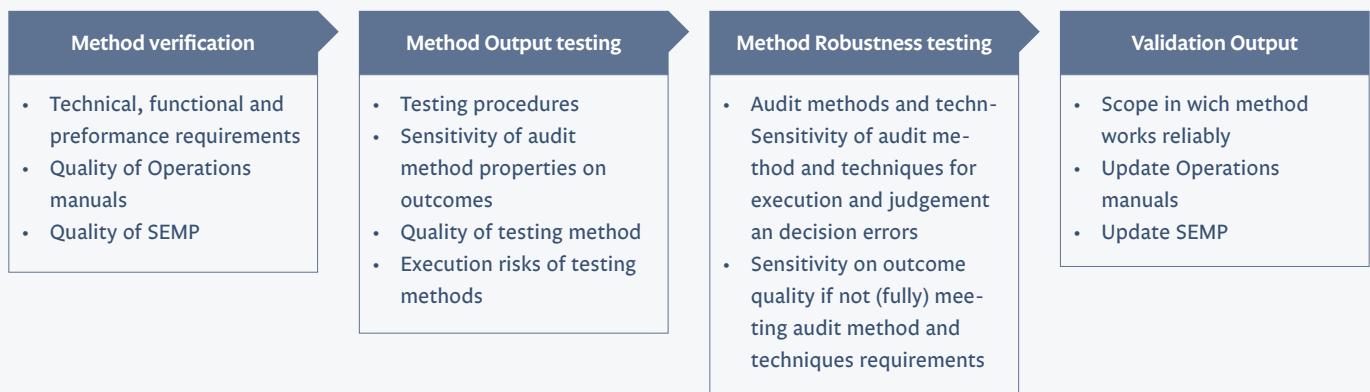 Method verification
• Technical, functional and
preformance requirements
• Quality of Operations
manuals
• Quality of SEMP
Method Output testing
• Testing procedures
• Sensitivity of audit
method properties on
outcomes
• Quality of testing method
• Execution risks of testing
methods
Method Robustness testing
• Audit methods and techn-
Sensitivity of audit me-
thod and techniques for
execution and judgement
an decision errors
• Sensitivity on outcome
quality if not (fully) mee-
ting audit method and
techniques requirements
Validation Output
• Scope in wich method
works reliably
• Update Operations
manuals
• Update SEMP